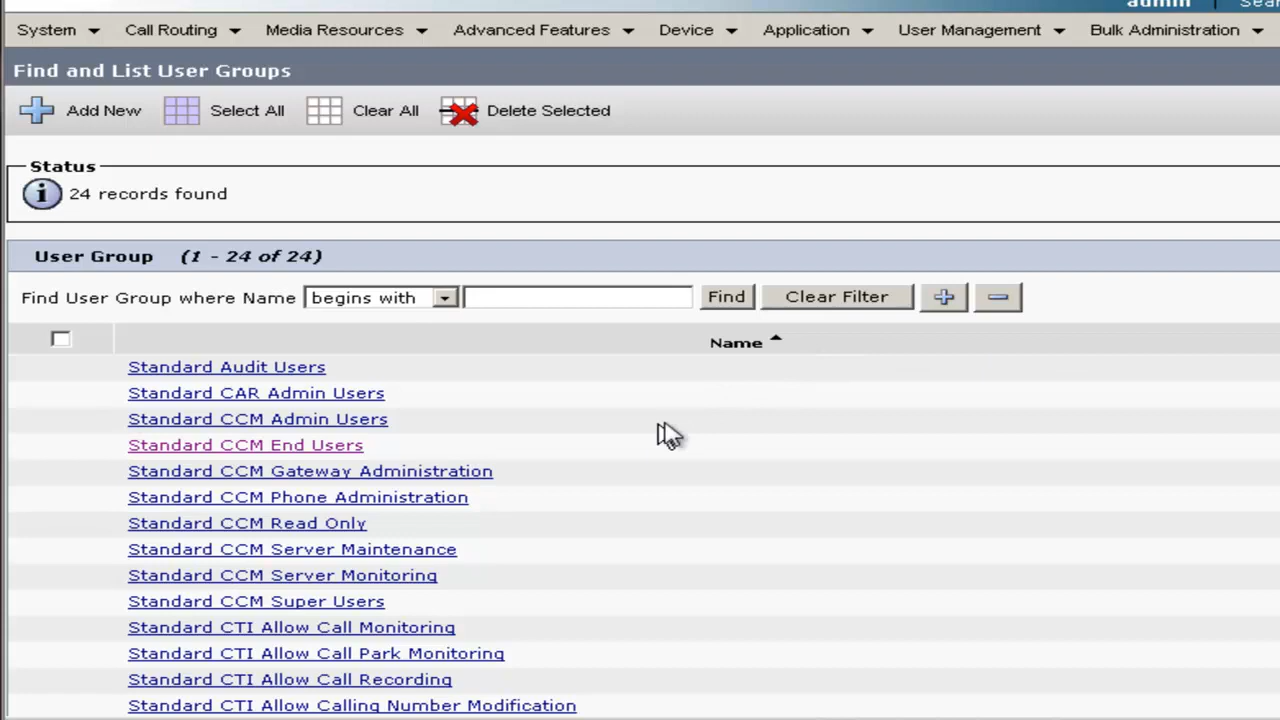 admin
System Call Routing Media Resources Advanced Features Device Application User Management Bulk Administration
Find and List User Groups
Add New Select All Clear All Delete Selected
Status
24 records found
User Group (1 - 24 of 24)
Find User Group where Name begins with Find Clear Filter
Name
Standard Audit Users
Standard CAR Admin Users
Standard CCM Admin Users
Standard CCM End Users
Standard CCM Gateway Administration
Standard CCM Phone Administration
Standard CCM Read Only
Standard CCM Server Maintenance
Standard CCM Server Monitoring
Standard CCM Super Users
Standard CTI Allow Call Monitoring
Standard CTI Allow Call Park Monitoring
Standard CTI Allow Call Recording
Standard CTI Allow Calling Number Modification